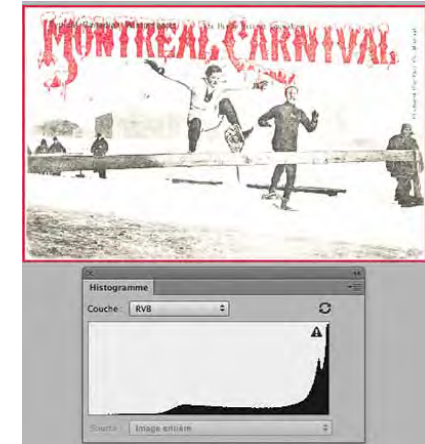 MONTREAL CARNIVAL
Histogramme
Couche : RVB
Source : Image entière